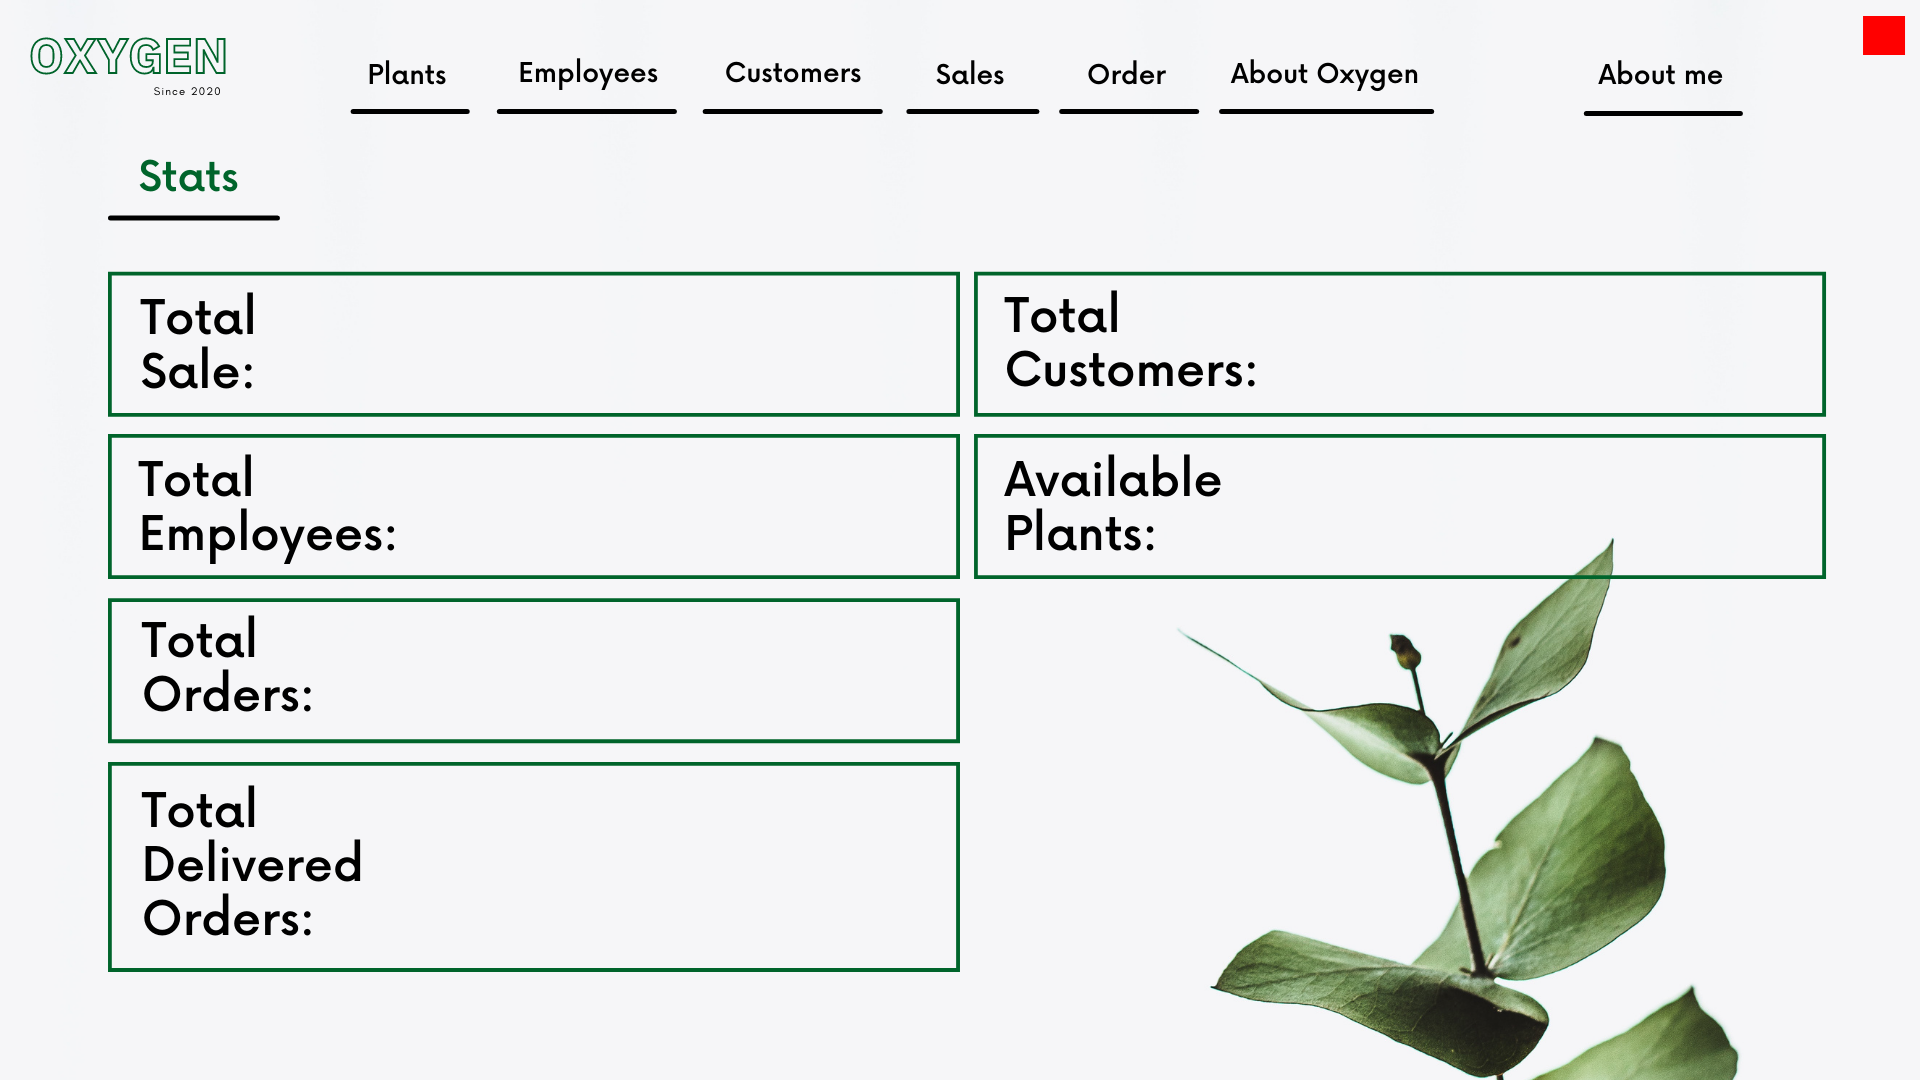 OXYGEN
Since 2020
Plants
Employees
Customers
Sales
Order
About Oxygen
About me
Stats
Total
Sale:
Total
Customers:
Total
Employees:
Available
Plants:
Total
Orders:
Total
Delivered
Orders: